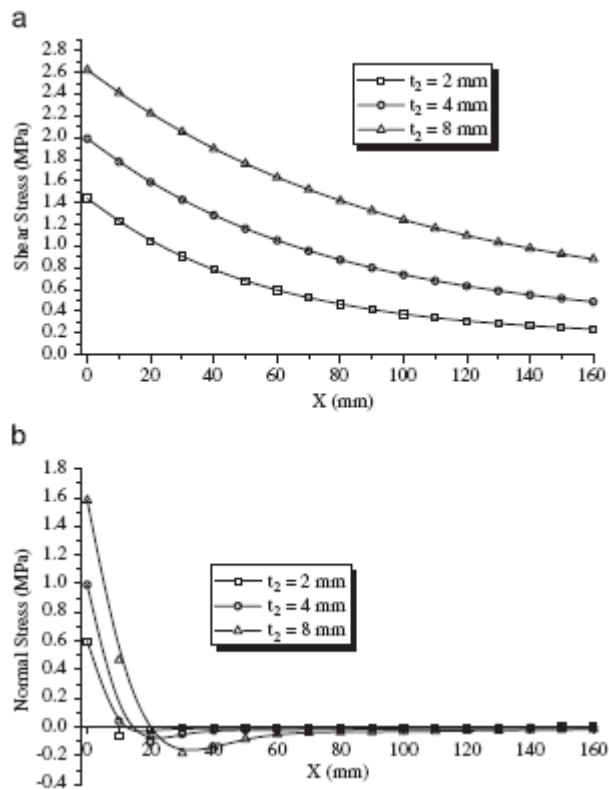 a
Shear Stress (MPa)
2.8
2.6
2.4
2.2
2.0
1.8
1.6
1.4
1.2
1.0
0.8
0.6
0.4
0.2
0.0
t₂ = 2 mm
t₂ = 4 mm
t₂ = 8 mm
0 20 40 60 80 100 120 140 160
X (mm)
b
Normal Stress (MPa)
1.8
1.6
1.4
1.2
1.0
0.8
0.6
0.4
0.2
0.0
-0.2
-0.4
t₂ = 2 mm
t₂ = 4 mm
t₂ = 8 mm
0 20 40 60 80 100 120 140 160
X (mm)